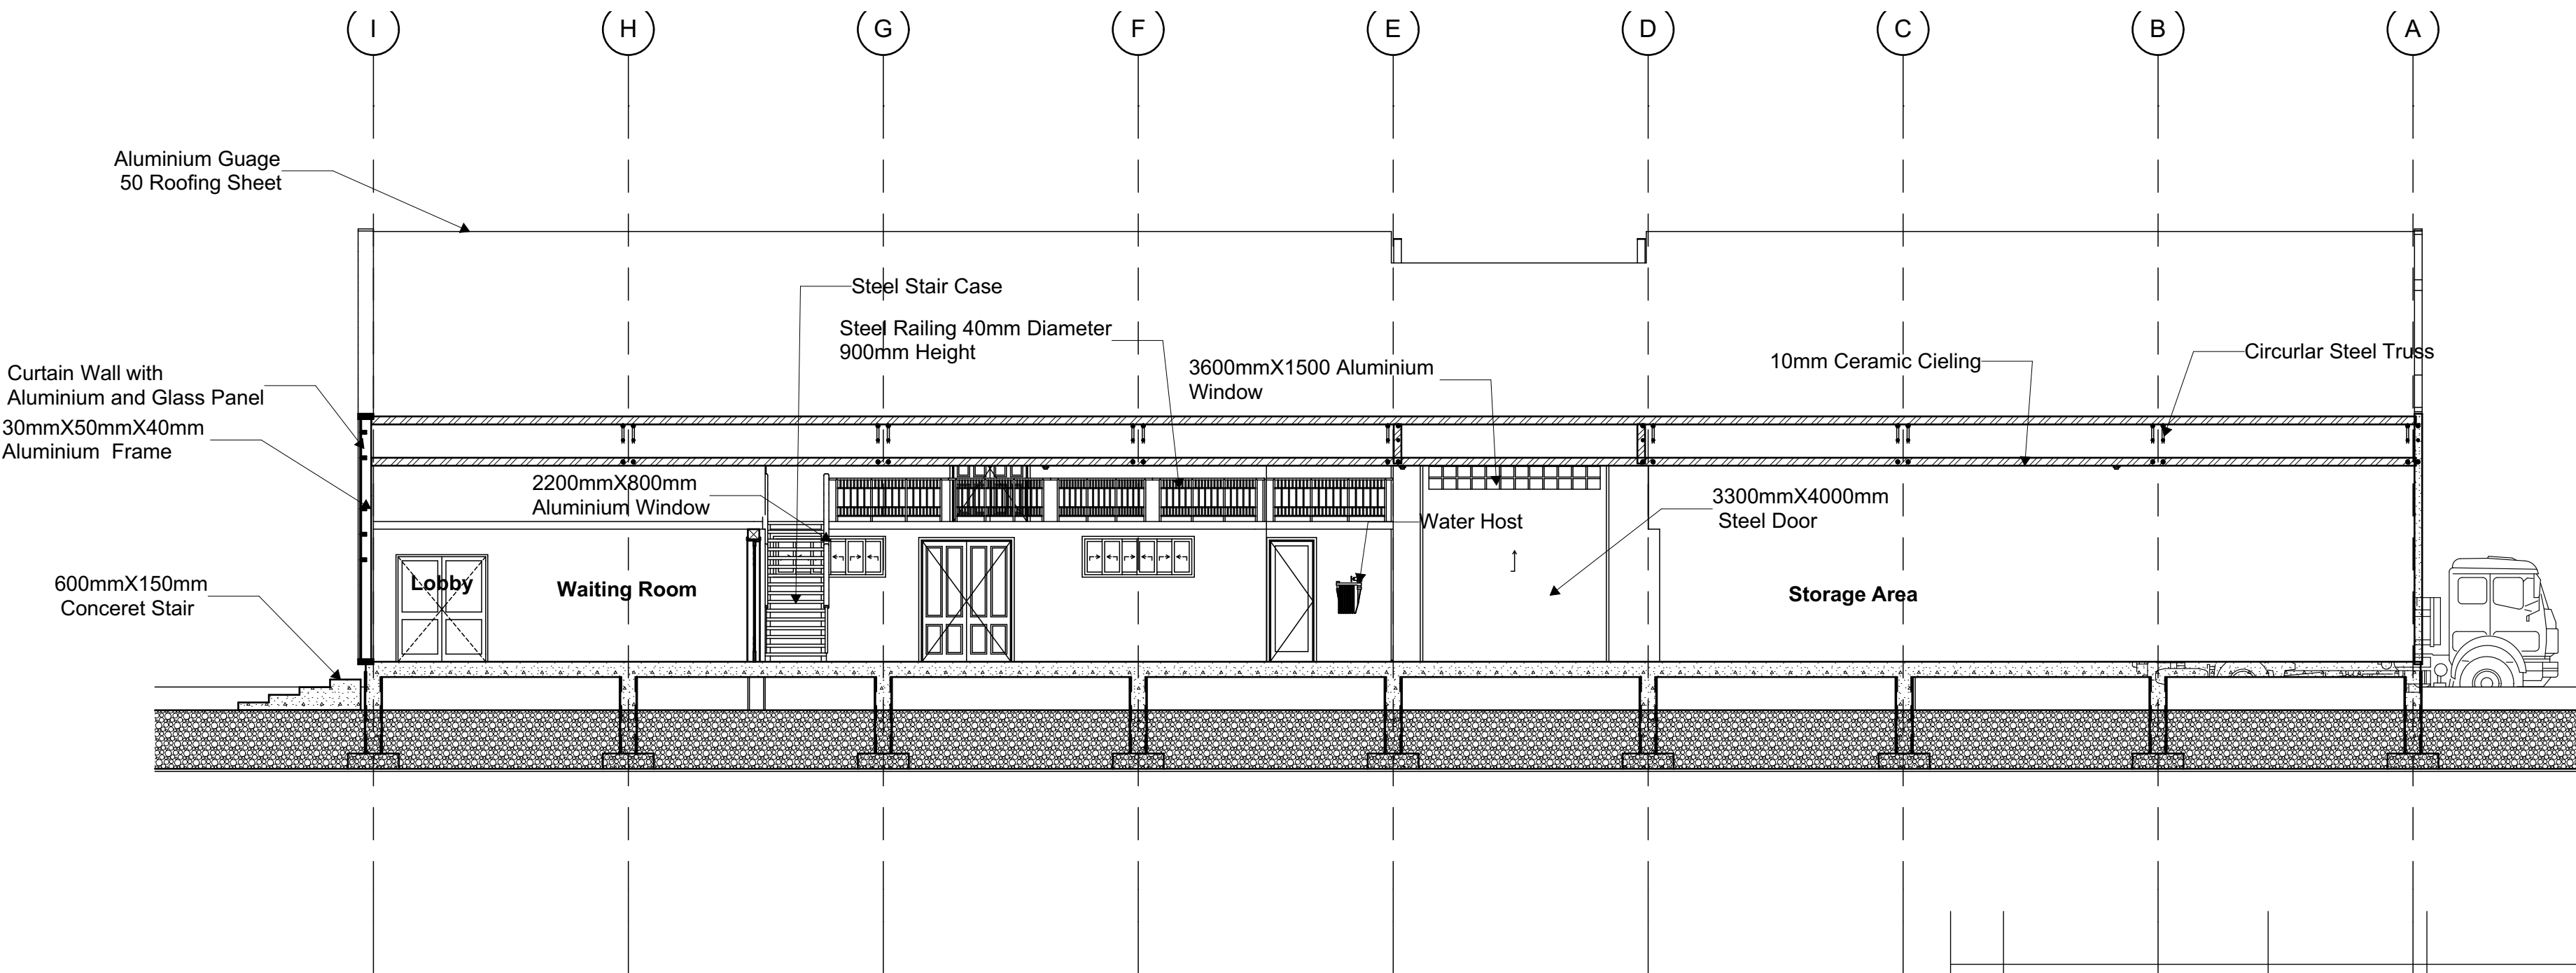 I H G F E D C B A
Aluminium Guage
50 Roofing Sheet
Steel Stair Case
Steel Railing 40mm Diameter
900mm Height
3600mmX1500 Aluminium
Window
10mm Ceramic Cieling
Circurlar Steel Truss
Curtain Wall with
Aluminium and Glass Panel
30mmX50mmX40mm
Aluminium Frame
2200mmX800mm
Aluminium Window
Water Host
3300mmX4000mm
Steel Door
600mmX150mm
Conceret Stair
Lobby
Waiting Room
Storage Area